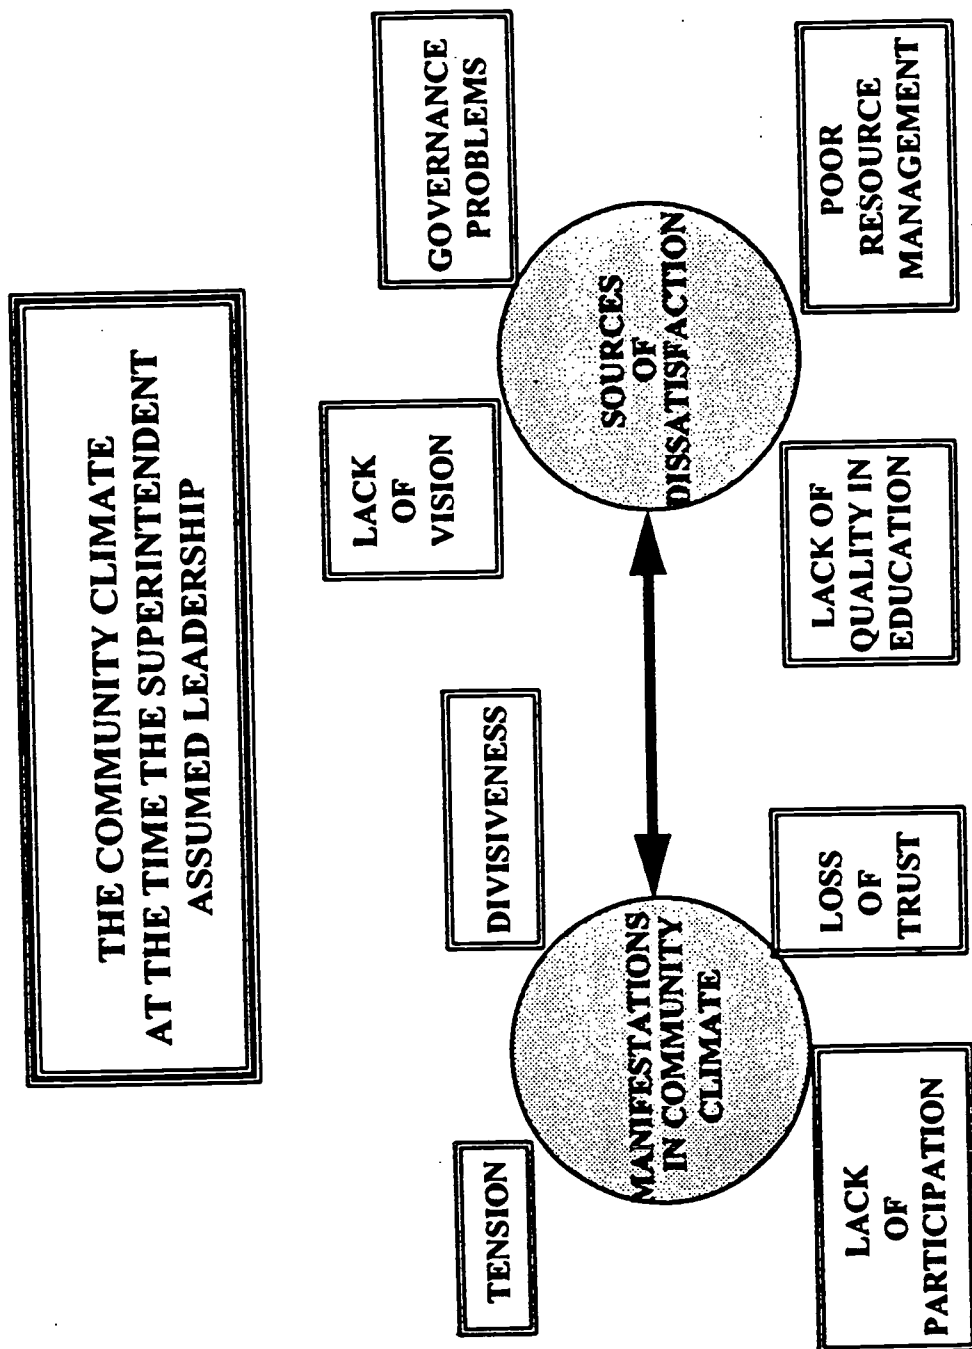 THE COMMUNITY CLIMATE
AT THE TIME THE SUPERINTENDENT
ASSUMED LEADERSHIP
TENSION
DIVISIVENESS
LACK
OF
VISION
GOVERNANCE
PROBLEMS
MANIFESTATIONS
IN COMMUNITY
CLIMATE
SOURCES
OF
DISSATISFACTION
LACK
OF
PARTICIPATION
LOSS
OF
TRUST
LACK OF
QUALITY IN
EDUCATION
POOR
RESOURCE
MANAGEMENT